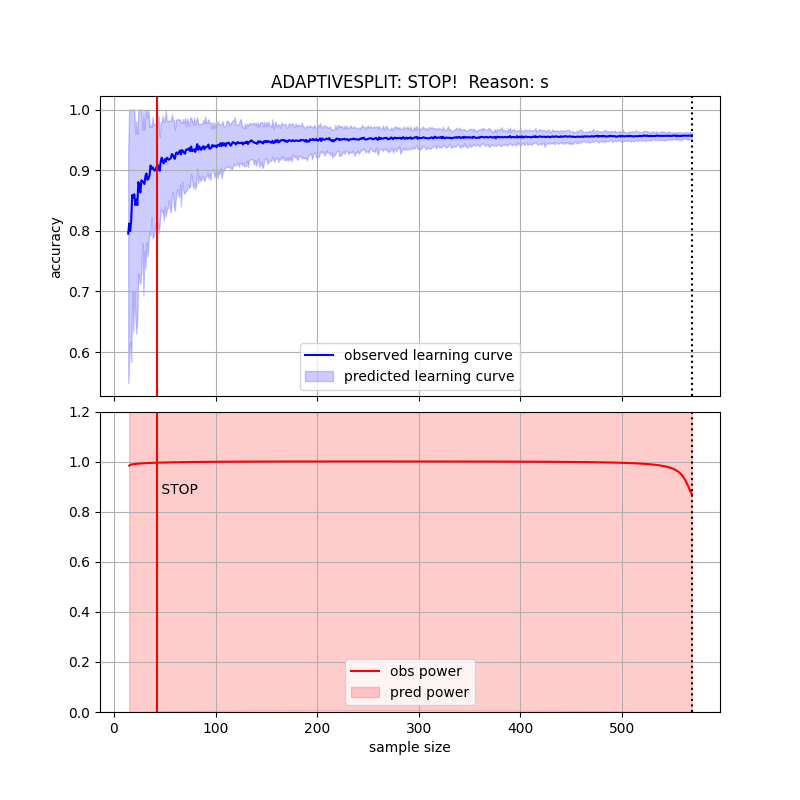 ADAPTIVESPLIT: STOP!  Reason: s
1.0
0.9
0.8
0.7
0.6
accuracy
observed learning curve
predicted learning curve
1.2
1.0
0.8
0.6
0.4
0.2
0.0
STOP
obs power
pred power
0 100 200 300 400 500
sample size